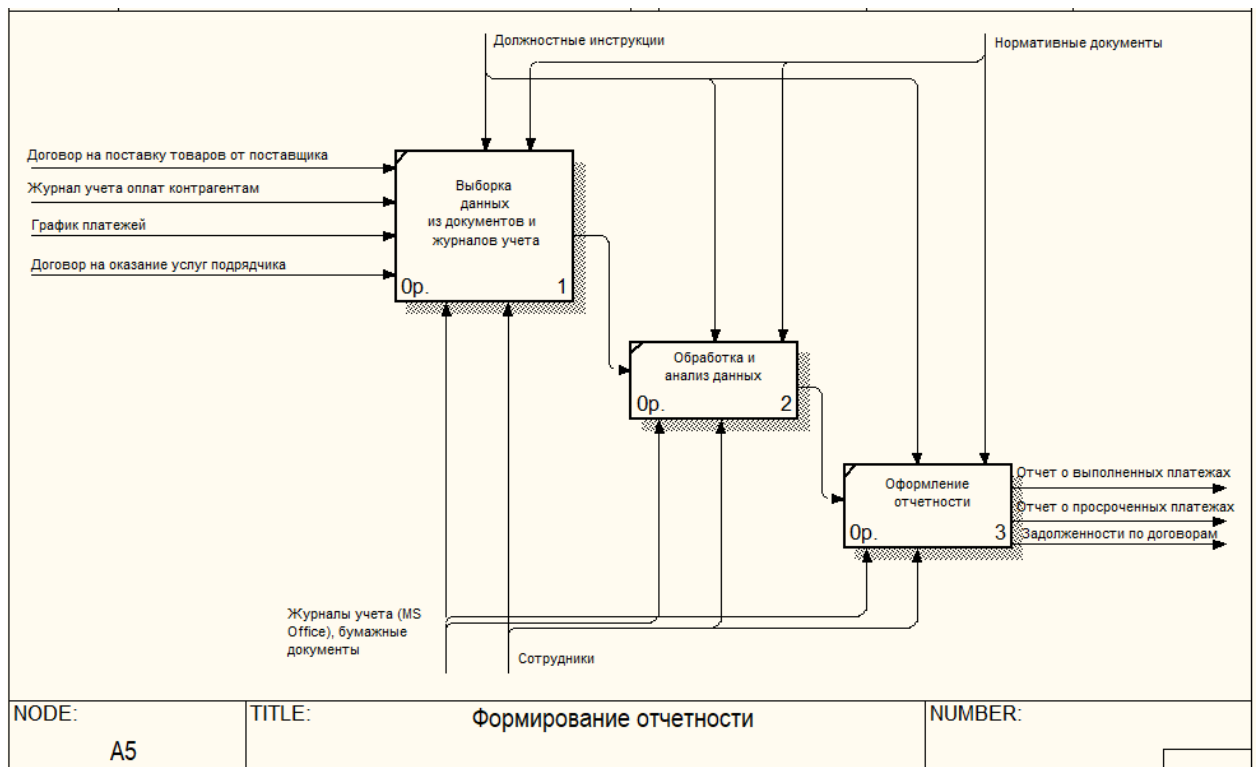 Должностные инструкции
Нормативные документы
Договор на поставку товаров от поставщика
Журнал учета оплат контрагентам
График платежей
Договор на оказание услуг подрядчика
Выборка
данных
из документов и
журналов учета
0р. 1
Обработка и
анализ данных
0р. 2
Оформление
отчетности
0р. 3
Отчет о выполненных платежах
Отчет о просроченных платежах
Задолженности по договорам
Журналы учета (MS
Office), бумажные
документы
Сотрудники
NODE:
A5
TITLE:
Формирование отчетности
NUMBER: